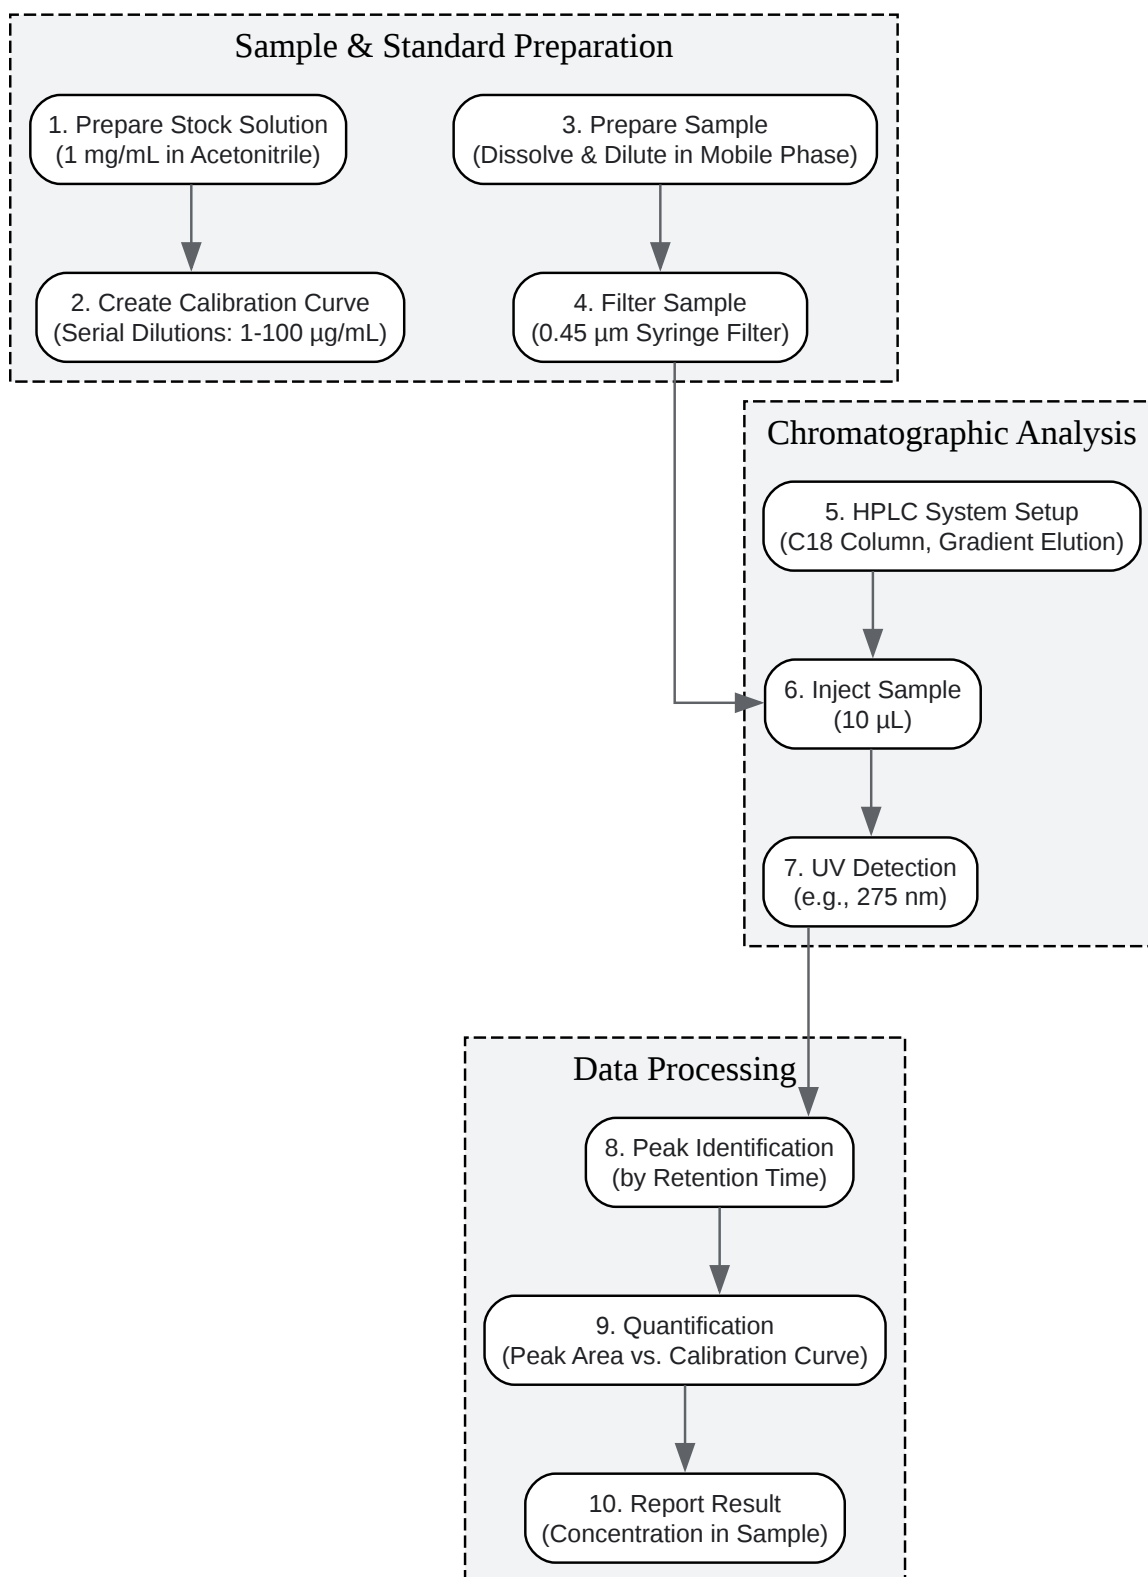 Sample & Standard Preparation
1. Prepare Stock Solution
(1 mg/mL in Acetonitrile)
2. Create Calibration Curve
(Serial Dilutions: 1-100 µg/mL)
3. Prepare Sample
(Dissolve & Dilute in Mobile Phase)
4. Filter Sample
(0.45 µm Syringe Filter)
Chromatographic Analysis
5. HPLC System Setup
(C18 Column, Gradient Elution)
6. Inject Sample
(10 µL)
7. UV Detection
(e.g., 275 nm)
Data Processing
8. Peak Identification
(by Retention Time)
9. Quantification
(Peak Area vs. Calibration Curve)
10. Report Result
(Concentration in Sample)